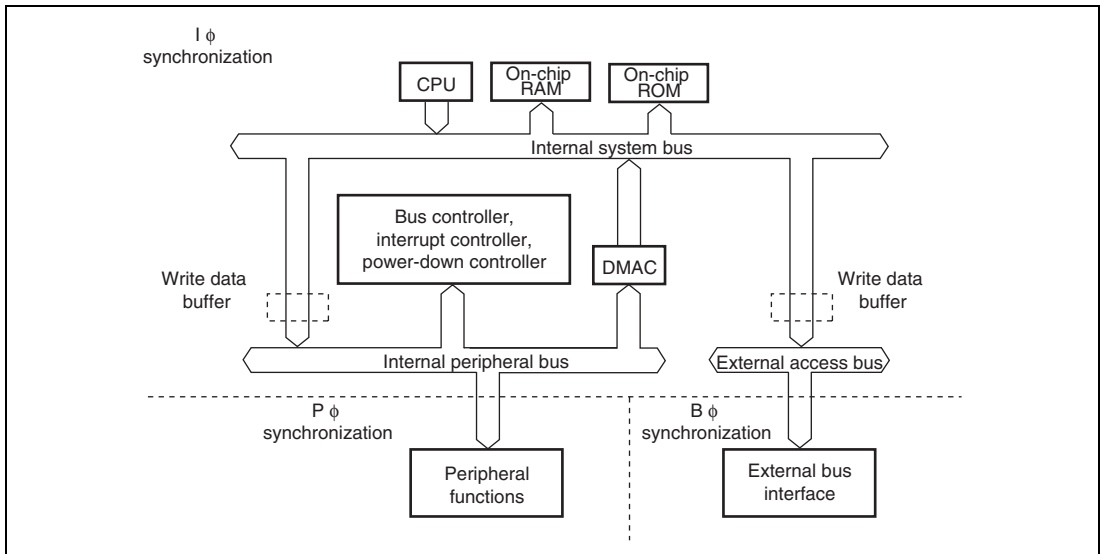 I ϕ
synchronization
CPU
On-chip
RAM
On-chip
ROM
Internal system bus
Bus controller,
interrupt controller,
power-down controller
DMAC
Write data
buffer
Write data
buffer
Internal peripheral bus
External access bus
P ϕ
synchronization
B ϕ
synchronization
Peripheral
functions
External bus
interface